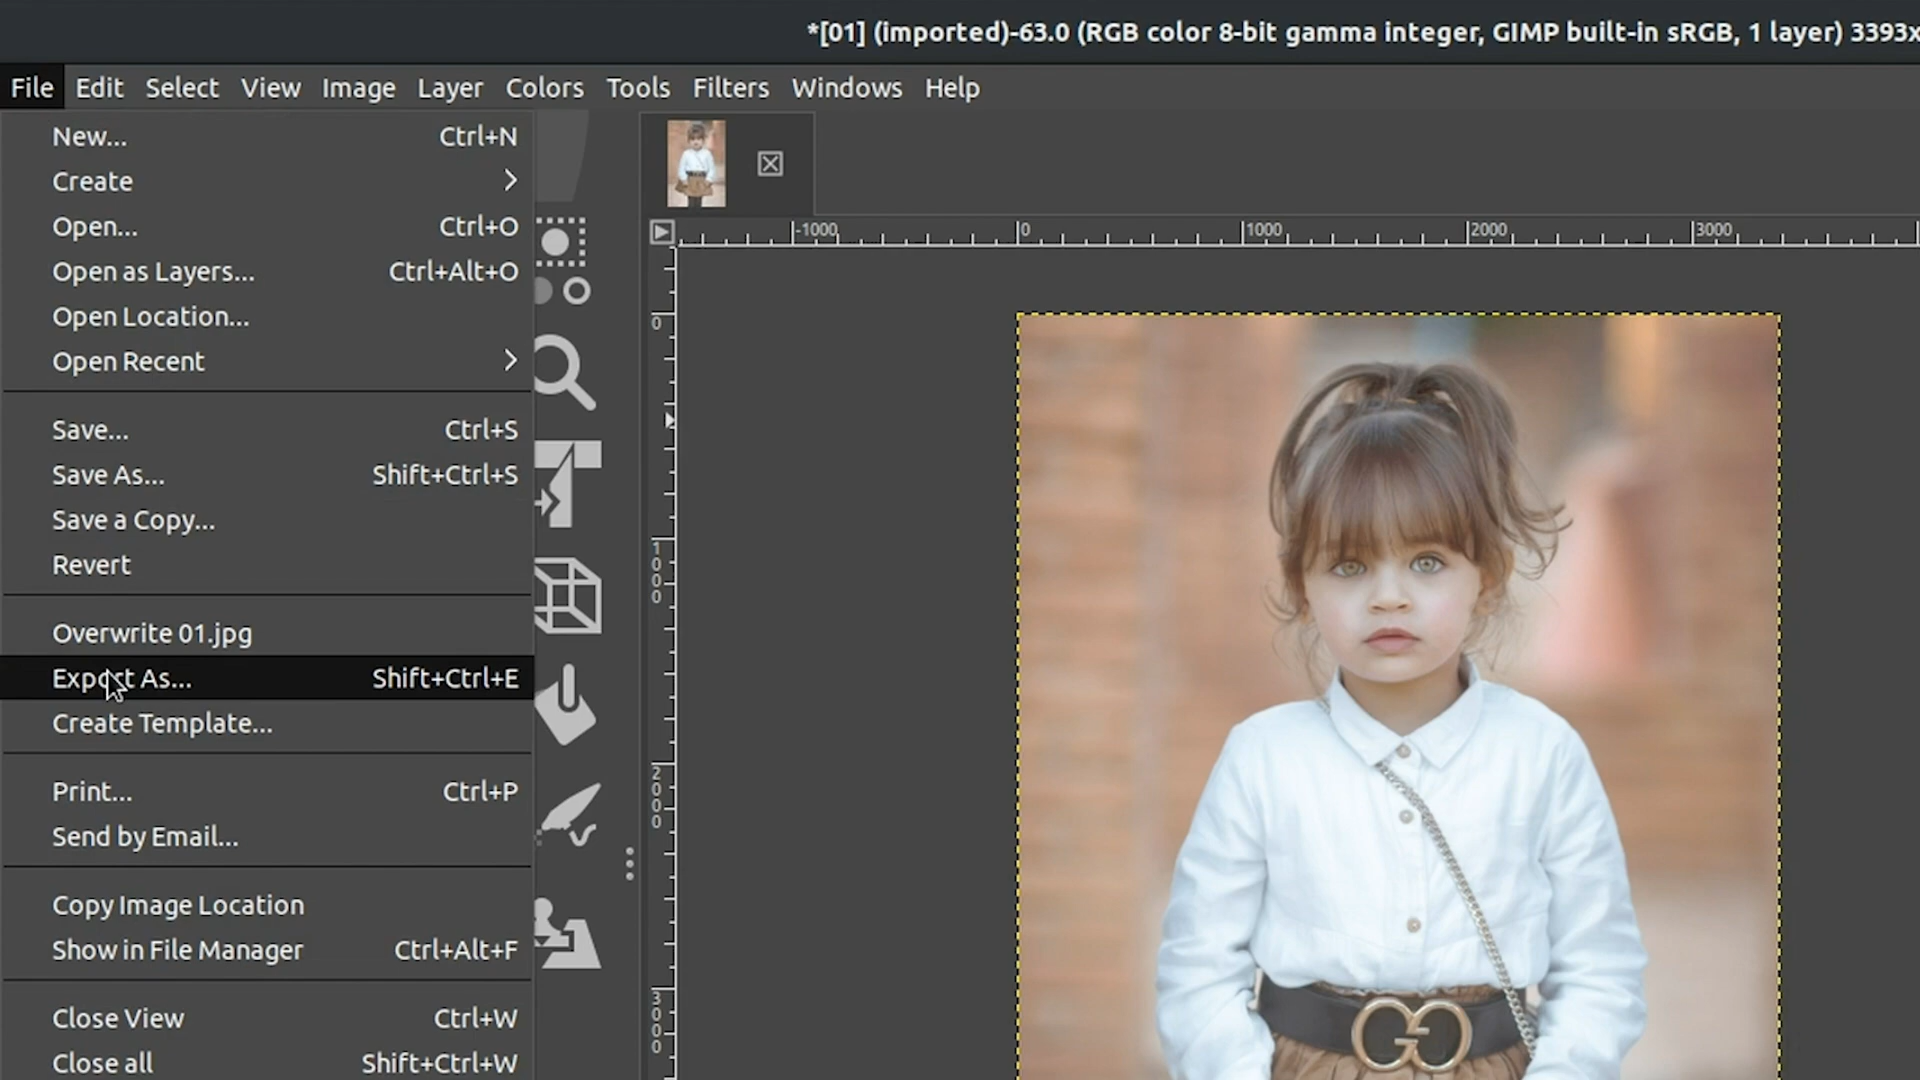 *[01] (imported)-63.0 (RGB color 8-bit gamma integer, GIMP built-in sRGB, 1 layer) 3393x
File Edit Select View Image Layer Colors Tools Filters Windows Help
New... Ctrl+N
Create
Open... Ctrl+O
Open as Layers... Ctrl+Alt+O
Open Location...
Open Recent
Save... Ctrl+S
Save As... Shift+Ctrl+S
Save a Copy...
Revert
Overwrite 01.jpg
Export As... Shift+Ctrl+E
Create Template...
Print... Ctrl+P
Send by Email...
Copy Image Location
Show in File Manager Ctrl+Alt+F
Close View Ctrl+W
Close all Shift+Ctrl+W
-1000 0 1000 2000 3000
0
1000
2000
3000